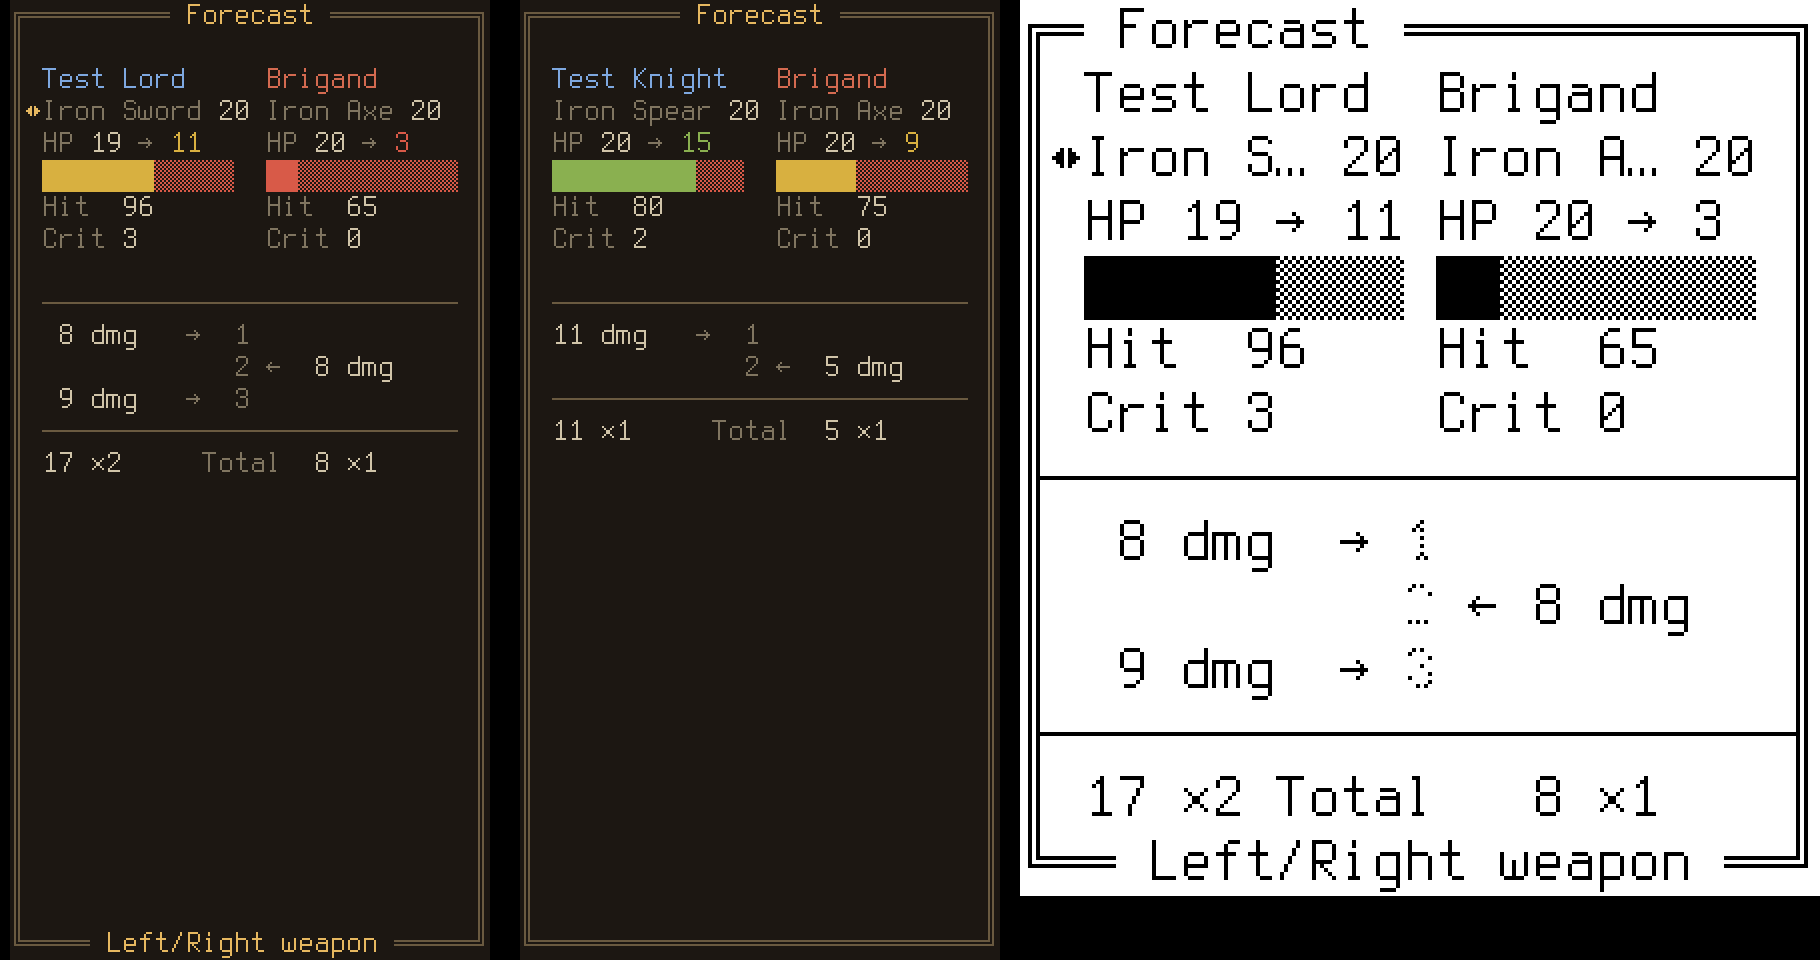 Forecast
Test Lord Brigand
Iron Sword 20 Iron Axe 20
HP 19 → 11 HP 20 → 3
Hit 96 Hit 65
Crit 3 Crit 0
8 dmg → 1
2 ← 8 dmg
9 dmg → 3
17 ×2 Total 8 ×1
Left/Right weapon
Forecast
Test Knight Brigand
Iron Spear 20 Iron Axe 20
HP 20 → 15 HP 20 → 9
Hit 80 Hit 75
Crit 2 Crit 0
11 dmg → 1
2 ← 5 dmg
11 ×1 Total 5 ×1
Forecast
Test Lord Brigand
Iron S… 20 Iron A… 20
HP 19 → 11 HP 20 → 3
Hit 96 Hit 65
Crit 3 Crit 0
8 dmg → 1
2 ← 8 dmg
9 dmg → 3
17 ×2 Total 8 ×1
Left/Right weapon